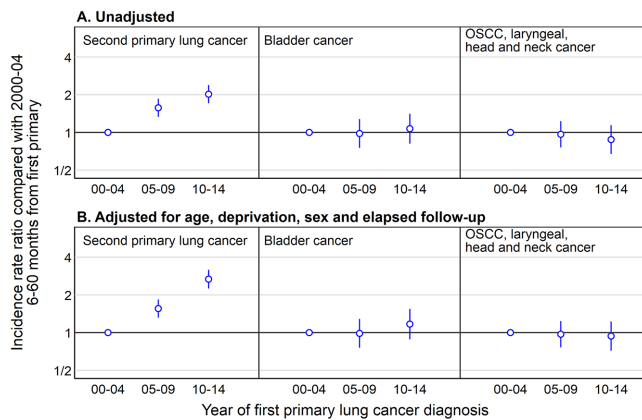 A. Unadjusted
Second primary lung cancer
Bladder cancer
OSCC, laryngeal,
head and neck cancer
4
2
1
1/2
00-04 05-09 10-14 00-04 05-09 10-14 00-04 05-09 10-14
B. Adjusted for age, deprivation, sex and elapsed follow-up
Second primary lung cancer
Bladder cancer
OSCC, laryngeal,
head and neck cancer
4
2
1
1/2
00-04 05-09 10-14 00-04 05-09 10-14 00-04 05-09 10-14
Incidence rate ratio compared with 2000-04
6-60 months from first primary
Year of first primary lung cancer diagnosis